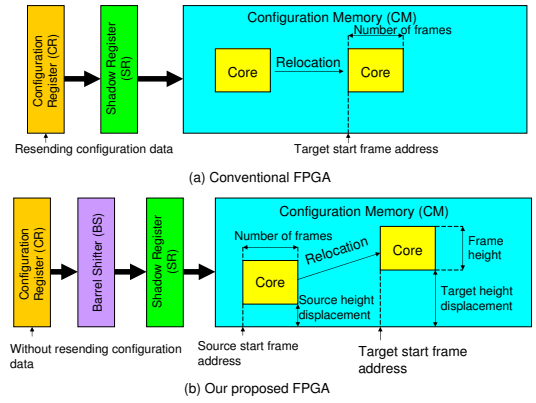 Configuration Memory (CM)
Number of frames
Configuration
Register (CR)
Shadow Register
(SR)
Core
Relocation
Core
Resending configuration data
Target start frame address
(a) Conventional FPGA
Configuration Memory (CM)
Configuration
Register (CR)
Barrel Shifter (BS)
Shadow Register
(SR)
Number of frames
Relocation
Core
Frame
height
Core
Source height
displacement
Target height
displacement
Without resending configuration
data
Source start frame
address
Target start frame
address
(b) Our proposed FPGA